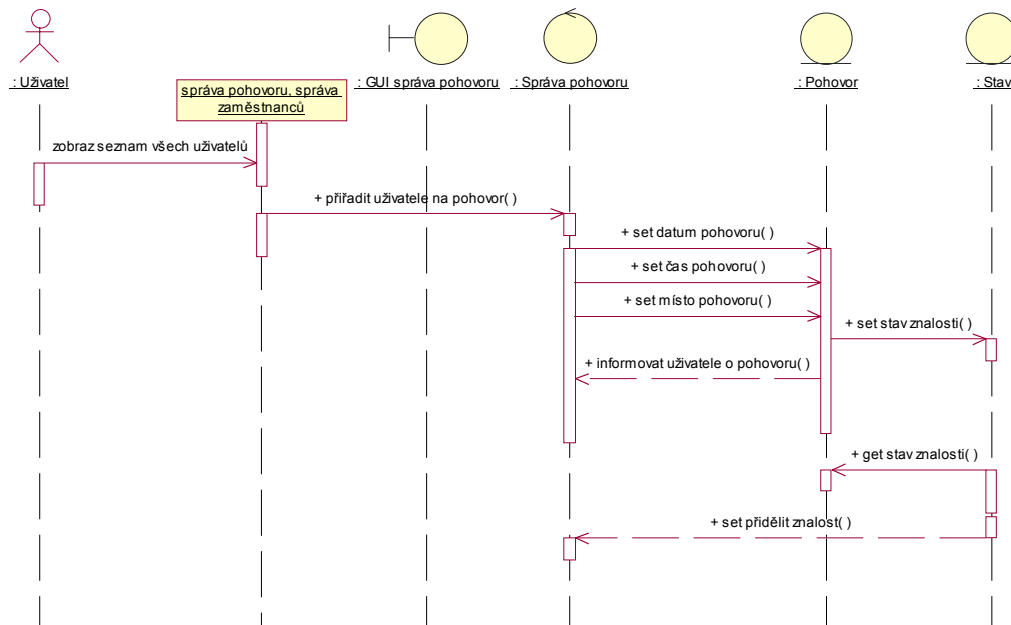 : Uživatel
správa pohovoru, správa
zaměstnanců
: GUI správa pohovoru
: Správa pohovoru
: Pohovor
: Stav
zobraz seznam všech uživatelů
+ přiřadit uživatele na pohovor( )
+ set datum pohovoru( )
+ set čas pohovoru( )
+ set místo pohovoru( )
+ set stav znalosti( )
+ informovat uživatele o pohovoru( )
+ get stav znalosti( )
+ set přidělit znalost( )